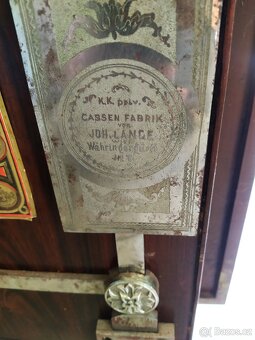 K.K. priv.
CASSEN FABRIK
VON
JOH. LANGE
Bazos.cz